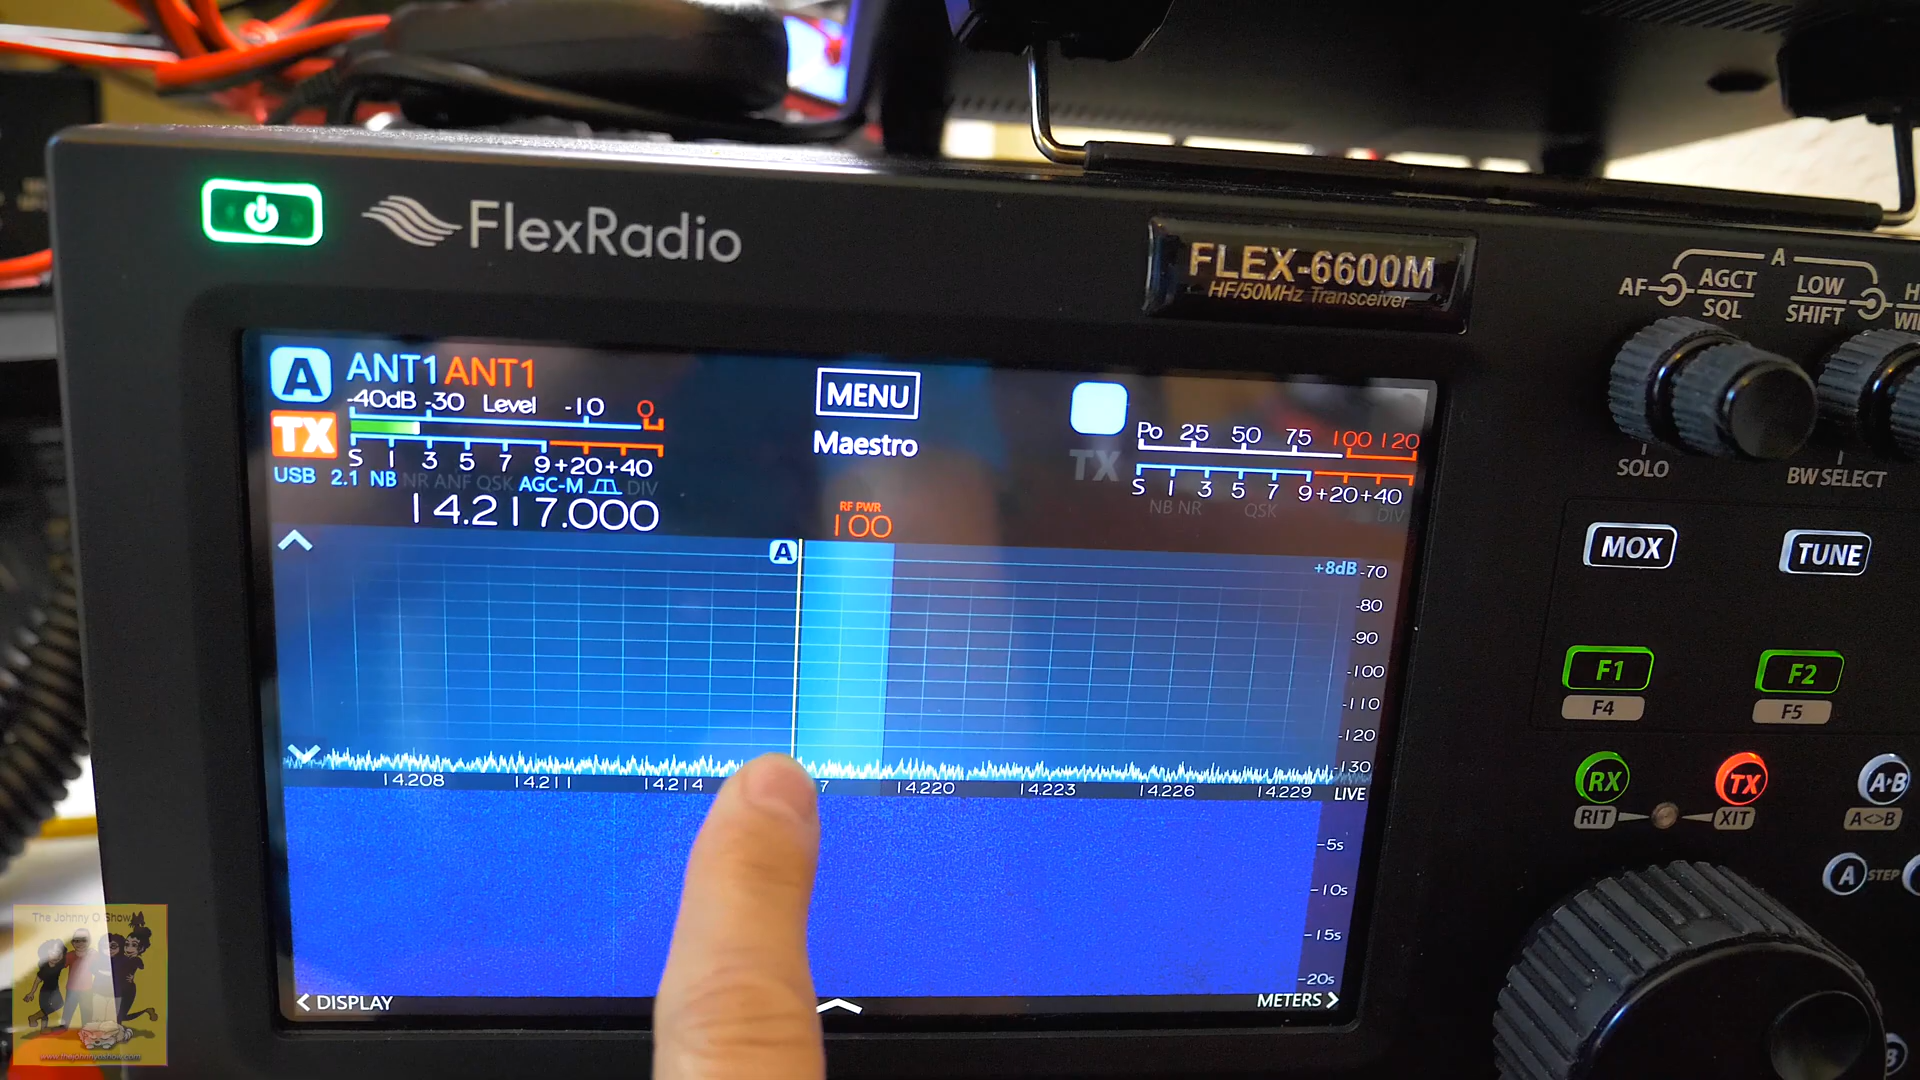 FlexRadio
FLEX-6600M
HF/50MHz Transceiver
A
AF
AGCT
SQL
LOW
SHIFT
SOLO
BW SELECT
A ANT1 ANT1
-40dB -30 Level -10 0
TX
S 1 3 5 7 9 +20 +40
USB 2.1 NB NR ANF QSK AGC-M DIV
14.217.000
MENU
Maestro
RF PWR
100
Po 25 50 75 100 120
TX
S 1 3 5 7 9 +20 +40
NB NR QSK DIV
A
+8dB -70
-80
-90
-100
-110
-120
-130
14.208 14.211 14.214 7 14.220 14.223 14.226 14.229 LIVE
-5s
-10s
-15s
-20s
< DISPLAY
METERS >
MOX
TUNE
F1
F4
F2
F5
RX
TX
A›B
RIT
XIT
A<>B
A STEP
B
The Johnny O Show
www.thejohnnyoshow.com